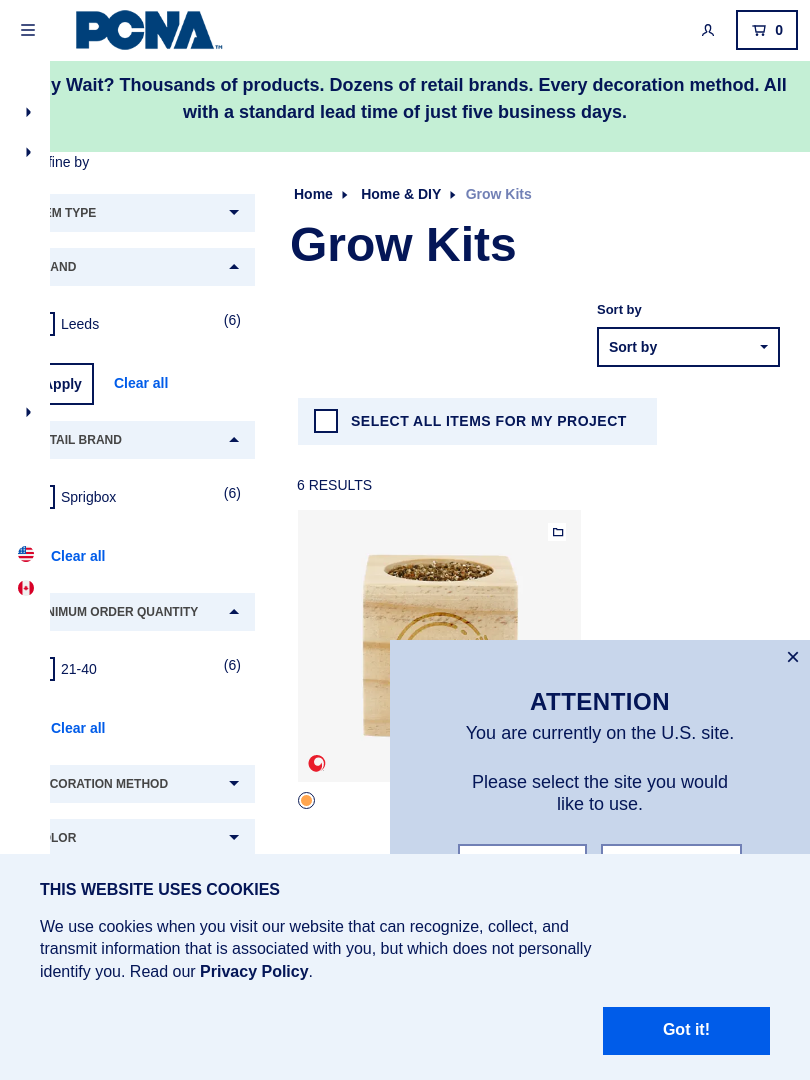 PCNA
TM
0
y Wait? Thousands of products. Dozens of retail brands. Every decoration method. All
with a standard lead time of just five business days.
fine by
Home
Home & DIY
Grow Kits
EM TYPE
Grow Kits
AND
Sort by
Leeds
(6)
Sort by
Apply
Clear all
SELECT ALL ITEMS FOR MY PROJECT
TAIL BRAND
6 RESULTS
Sprigbox
(6)
Clear all
NIMUM ORDER QUANTITY
21-40
(6)
Clear all
CORATION METHOD
OLOR
ATTENTION
You are currently on the U.S. site.
Please select the site you would
like to use.
THIS WEBSITE USES COOKIES
We use cookies when you visit our website that can recognize, collect, and
transmit information that is associated with you, but which does not personally
identify you. Read our Privacy Policy.
Got it!